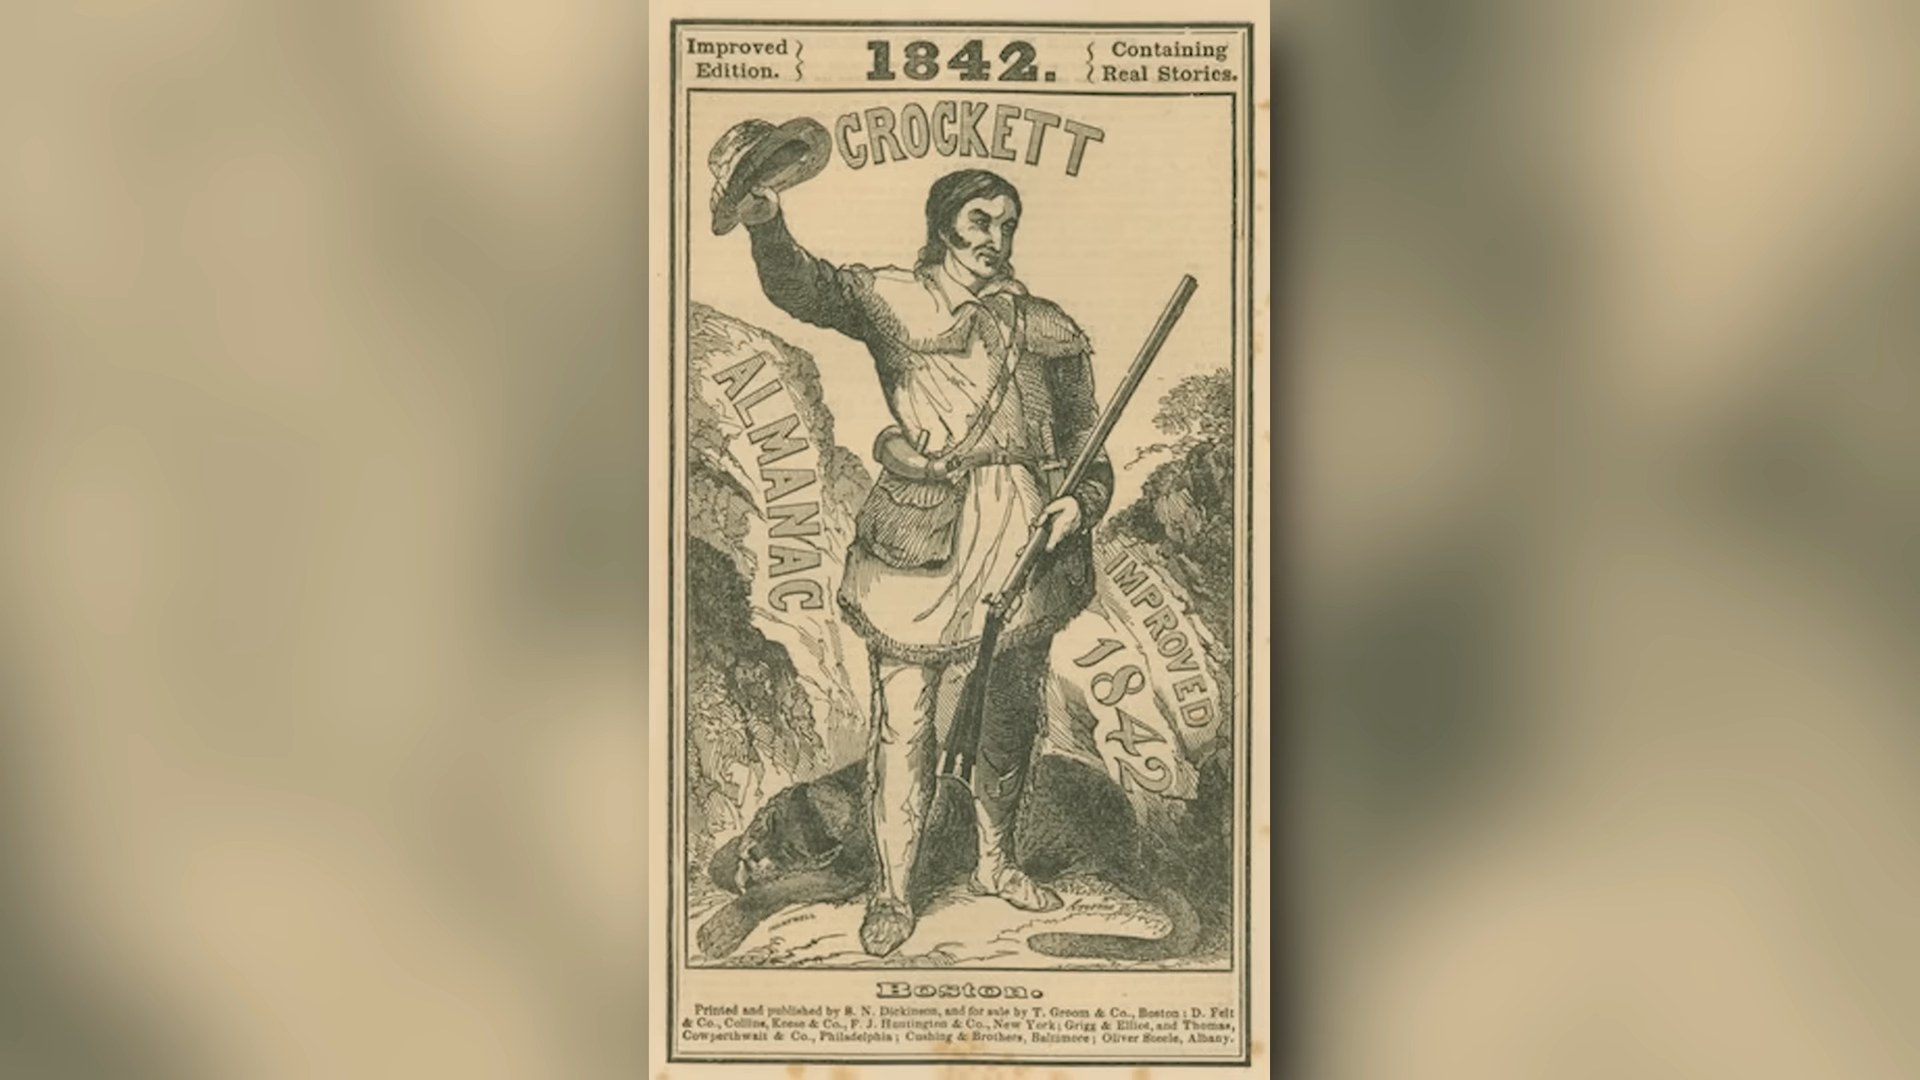 Improved
Edition.
1842.
Containing
Real Stories.
CROCKETT
ALMANAC
IMPROVED
1842
Boston.
Printed and published by S. N. Dickinson, and for sale by T. Groom & Co., Boston; D. Felt
& Co., Collins, Keese & Co., F. J. Huntington & Co., New York; Grigg & Elliot, and Thomas,
Cowperthwait & Co., Philadelphia; Cushing & Brothers, Baltimore; Oliver Steele, Albany.